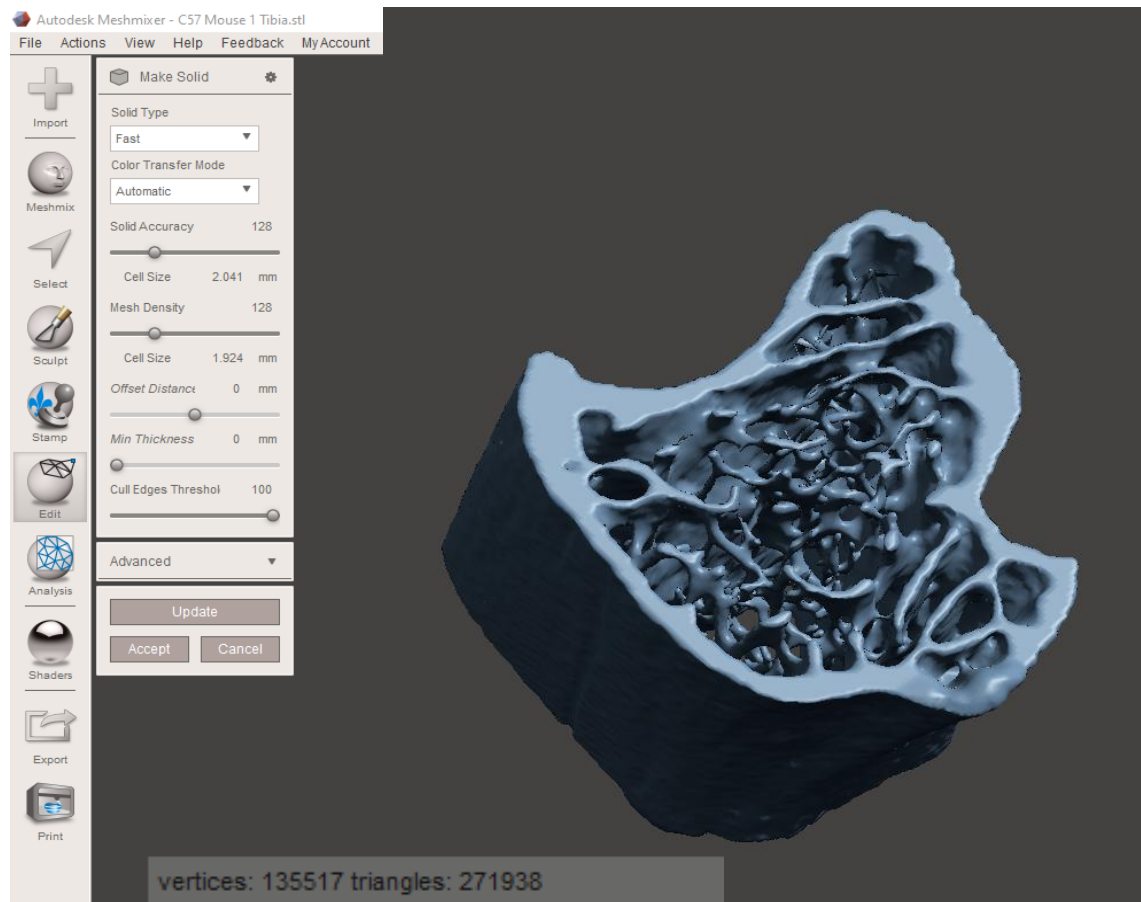 Autodesk Meshmixer - C57 Mouse 1 Tibia.stl
File Actions View Help Feedback My Account
Import
Meshmix
Select
Sculpt
Stamp
Edit
Analysis
Shaders
Export
Print
Make Solid
Solid Type
Fast
Color Transfer Mode
Automatic
Solid Accuracy 128
Cell Size 2.041 mm
Mesh Density 128
Cell Size 1.924 mm
Offset Distance 0 mm
Min Thickness 0 mm
Cull Edges Threshol 100
Advanced
Update
Accept Cancel
vertices: 135517 triangles: 271938